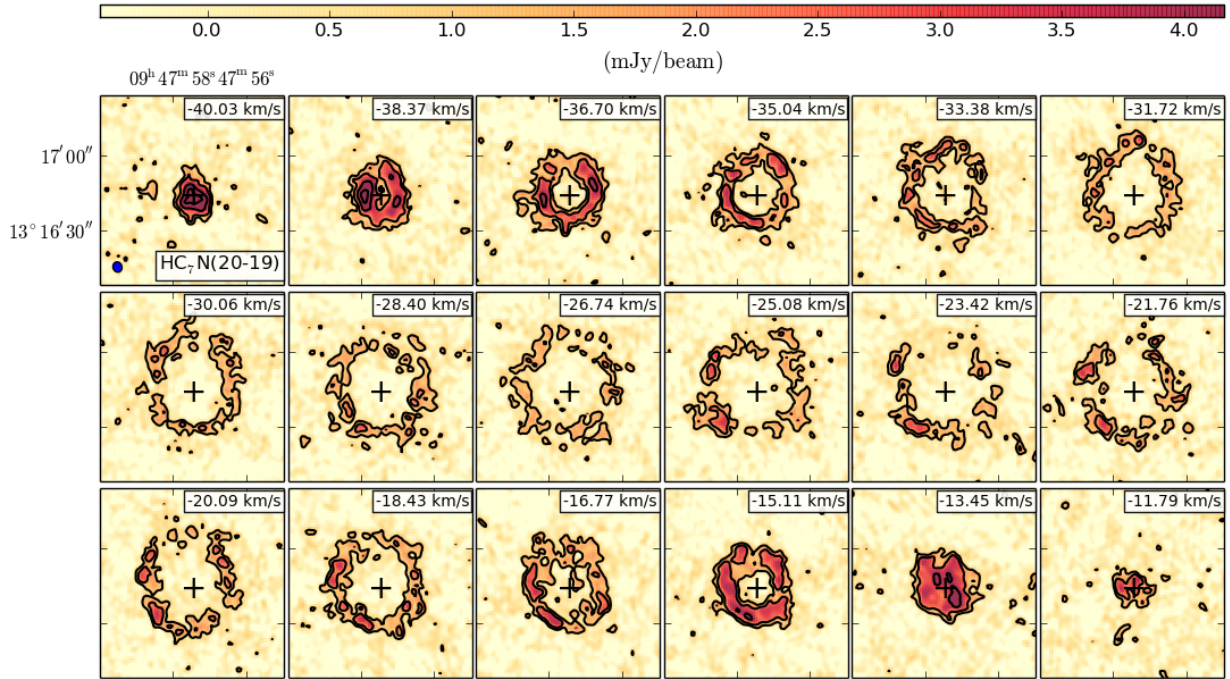 0.0 0.5 1.0 1.5 2.0 2.5 3.0 3.5 4.0
(mJy/beam)
09ʰ 47ᵐ 58ˢ 47ᵐ 56ˢ
-40.03 km/s -38.37 km/s -36.70 km/s -35.04 km/s -33.38 km/s -31.72 km/s
17′00″
13° 16′30″
HC₇N(20-19)
-30.06 km/s -28.40 km/s -26.74 km/s -25.08 km/s -23.42 km/s -21.76 km/s
-20.09 km/s -18.43 km/s -16.77 km/s -15.11 km/s -13.45 km/s -11.79 km/s